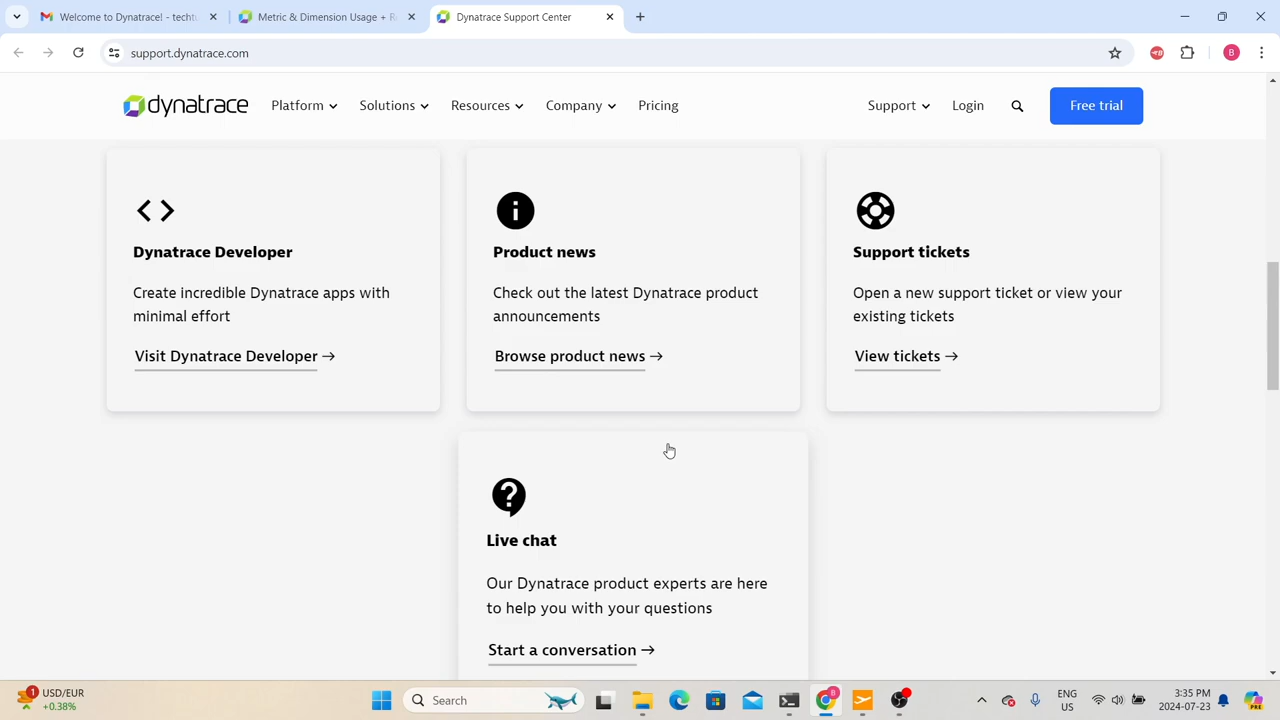 Welcome to Dynatrace! - techt
Metric & Dimension Usage + R
Dynatrace Support Center
support.dynatrace.com
B
dynatrace
Platform
Solutions
Resources
Company
Pricing
Support
Login
Free trial
Dynatrace Developer
Create incredible Dynatrace apps with
minimal effort
Visit Dynatrace Developer →
Product news
Check out the latest Dynatrace product
announcements
Browse product news →
Support tickets
Open a new support ticket or view your
existing tickets
View tickets →
Live chat
Our Dynatrace product experts are here
to help you with your questions
Start a conversation →
1
USD/EUR
+0.38%
Search
ENG
US
3:35 PM
2024-07-23